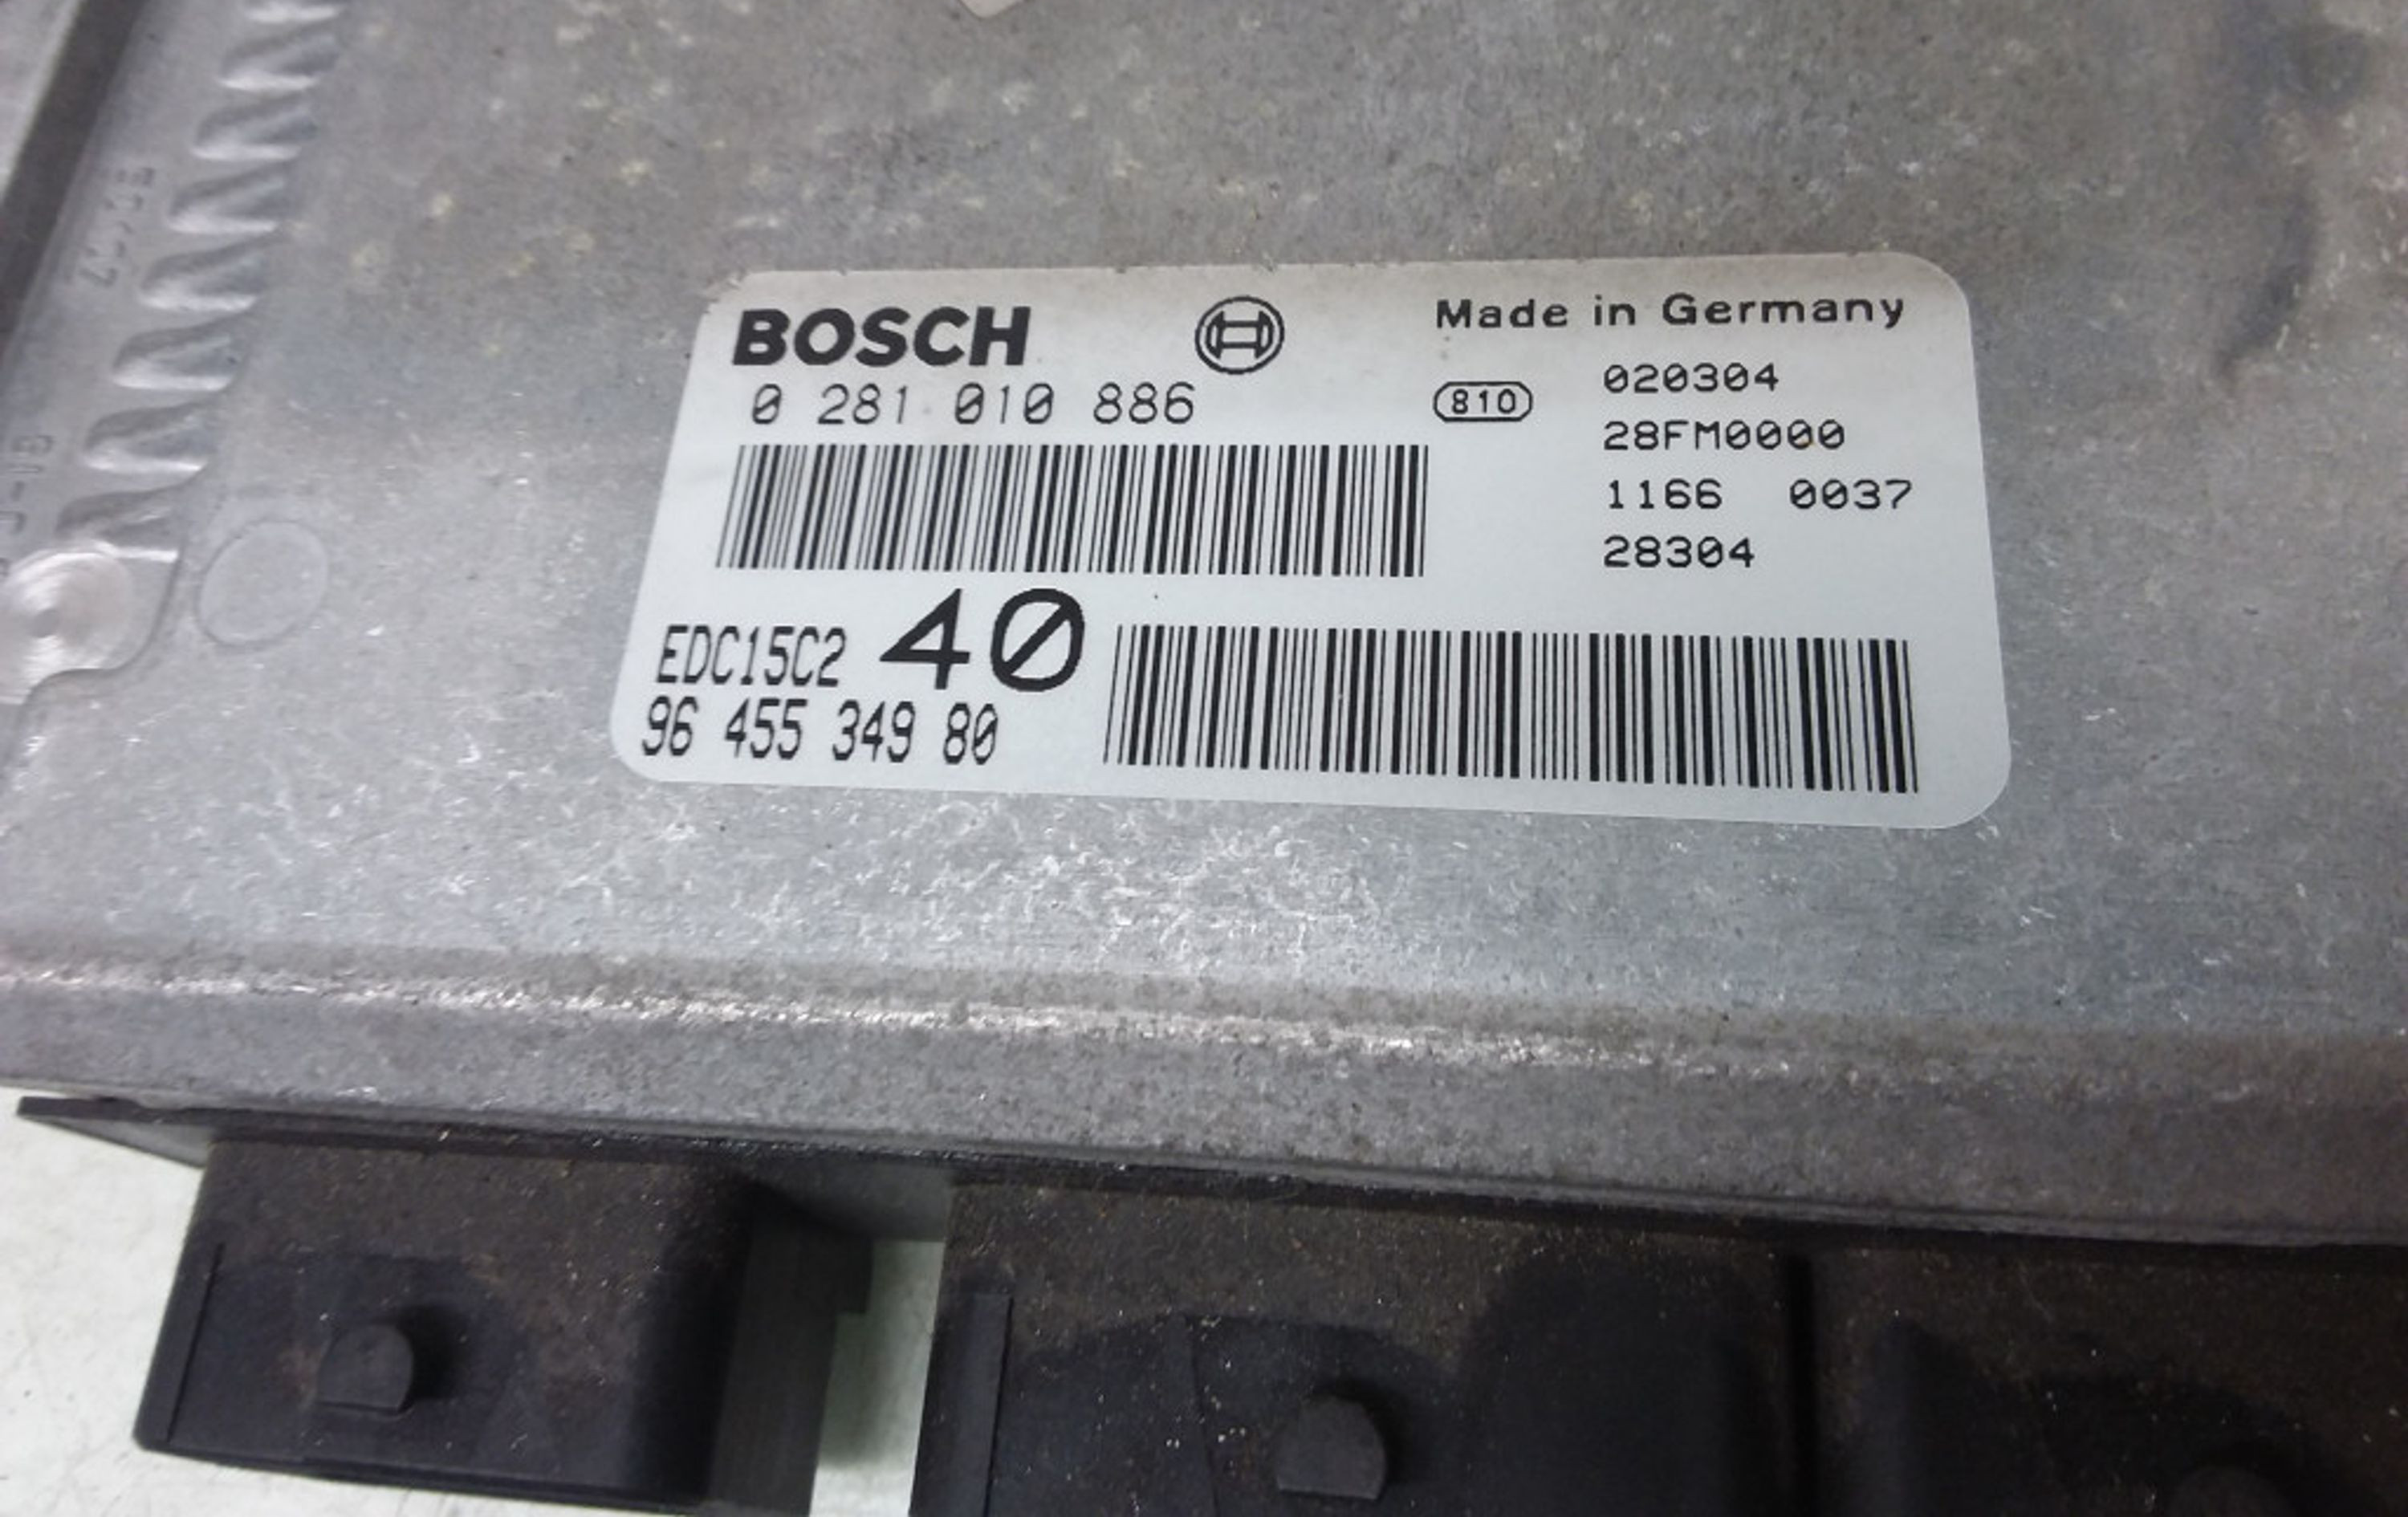 BOSCH
Made in Germany
0 281 010 886
810
020304
28FM0000
1166 0037
28304
EDC15C2 40
96 455 349 80